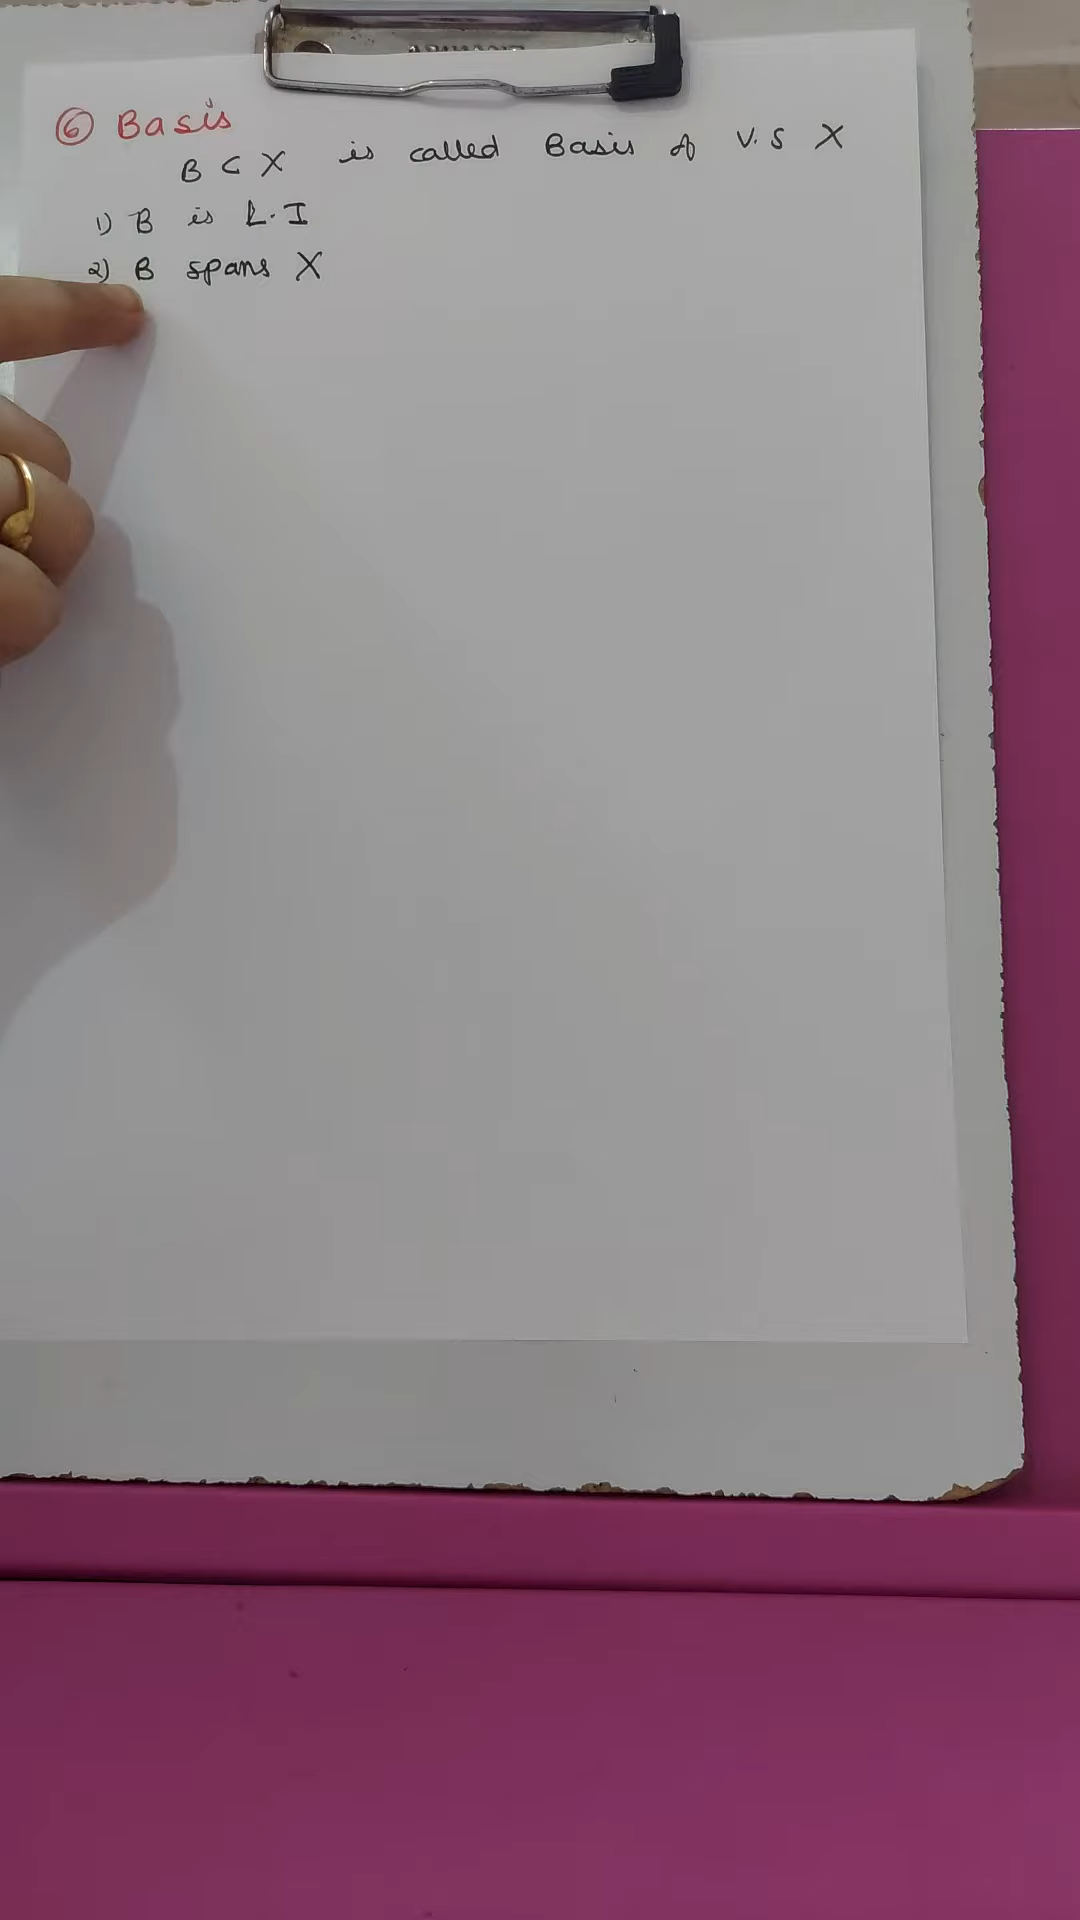 ⑥ Basis
B ⊂ X is called Basis of V.S X
1) B is L.I
2) B spans X